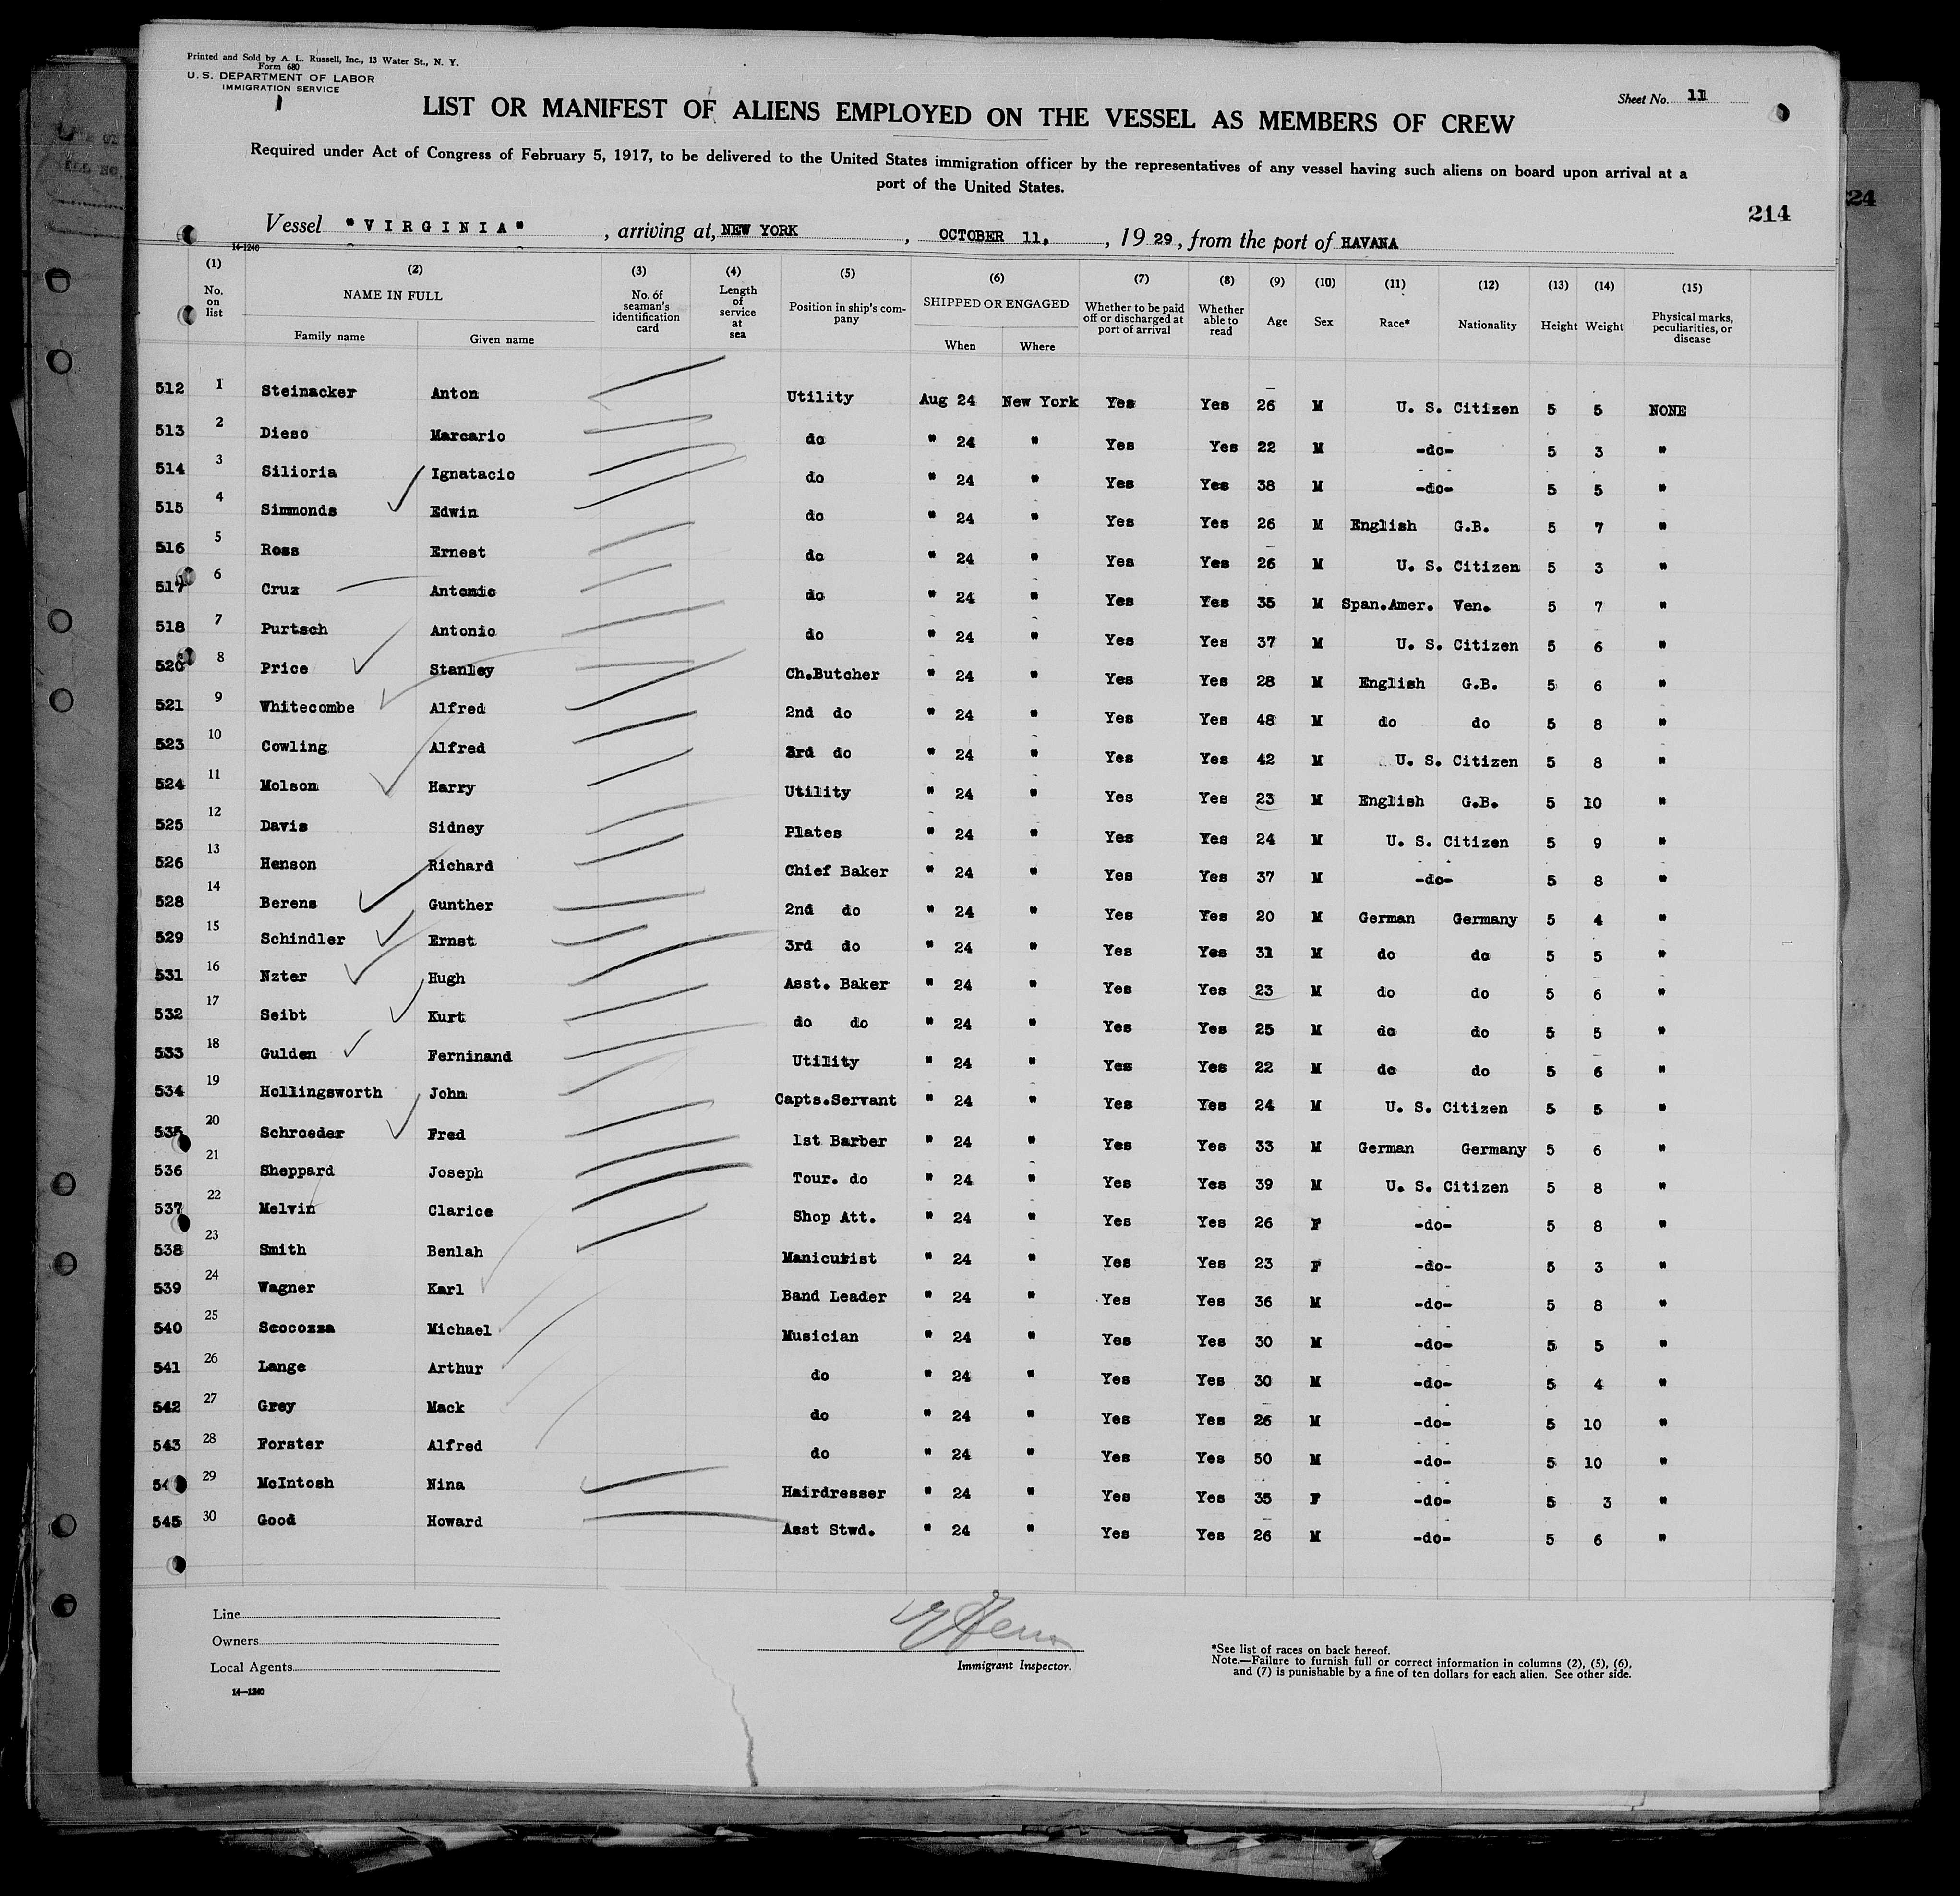 Printed and Sold by A. L. Russell, Inc., 13 Water St., N. Y.
Form 680
U. S. DEPARTMENT OF LABOR
IMMIGRATION SERVICE
Sheet No. 11
LIST OR MANIFEST OF ALIENS EMPLOYED ON THE VESSEL AS MEMBERS OF CREW
Required under Act of Congress of February 5, 1917, to be delivered to the United States immigration officer by the representatives of any vessel having such aliens on board upon arrival at a
port of the United States.
214
24
Vessel "VIRGINIA", arriving at, NEW YORK, OCTOBER 11, 1929, from the port of HAVANA
14-1240
(1) No. on list
(2) NAME IN FULL Family name Given name
(3) No. of seaman's identification card
(4) Length of service at sea
(5) Position in ship's company
(6) SHIPPED OR ENGAGED When Where
(7) Whether to be paid off or discharged at port of arrival
(8) Whether able to read
(9) Age
(10) Sex
(11) Race*
(12) Nationality
(13) Height
(14) Weight
(15) Physical marks, peculiarities, or disease
512 1 Steinacker Anton Utility Aug 24 New York Yes Yes 26 M U. S. Citizen 5 5 NONE
513 2 Dieso Marcario do " 24 " Yes Yes 22 M -do- 5 3 "
514 3 Silioria Ignatacio do " 24 " Yes Yes 38 M -do- 5 5 "
515 4 Simmonds Edwin do " 24 " Yes Yes 26 M English G.B. 5 7 "
516 5 Ross Ernest do " 24 " Yes Yes 26 M U. S. Citizen 5 3 "
517 6 Cruz Antonio do " 24 " Yes Yes 35 M Span.Amer. Ven. 5 7 "
518 7 Purtsch Antonio do " 24 " Yes Yes 37 M U. S. Citizen 5 6 "
520 8 Price Stanley Ch.Butcher " 24 " Yes Yes 28 M English G.B. 5 6 "
521 9 Whitecombe Alfred 2nd do " 24 " Yes Yes 48 M do do 5 8 "
523 10 Cowling Alfred 3rd do " 24 " Yes Yes 42 M U. S. Citizen 5 8 "
524 11 Molson Harry Utility " 24 " Yes Yes 23 M English G.B. 5 10 "
525 12 Davis Sidney Plates " 24 " Yes Yes 24 M U. S. Citizen 5 9 "
526 13 Henson Richard Chief Baker " 24 " Yes Yes 37 M -do- 5 8 "
528 14 Berens Gunther 2nd do " 24 " Yes Yes 20 M German Germany 5 4 "
529 15 Schindler Ernst 3rd do " 24 " Yes Yes 31 M do do 5 5 "
531 16 Nzter Hugh Asst. Baker " 24 " Yes Yes 23 M do do 5 6 "
532 17 Seibt Kurt do do " 24 " Yes Yes 25 M do do 5 5 "
533 18 Gulden Ferninand Utility " 24 " Yes Yes 22 M do do 5 6 "
534 19 Hollingsworth John Capts.Servant " 24 " Yes Yes 24 M U. S. Citizen 5 5 "
535 20 Schroeder Fred 1st Barber " 24 " Yes Yes 33 M German Germany 5 6 "
536 21 Sheppard Joseph Tour. do " 24 " Yes Yes 39 M U. S. Citizen 5 8 "
537 22 Melvin Clarice Shop Att. " 24 " Yes Yes 26 F -do- 5 8 "
538 23 Smith Benlah Manicurist " 24 " Yes Yes 23 F -do- 5 3 "
539 24 Wagner Karl Band Leader " 24 " Yes Yes 36 M -do- 5 8 "
540 25 Scocozza Michael Musician " 24 " Yes Yes 30 M -do- 5 5 "
541 26 Lange Arthur do " 24 " Yes Yes 30 M -do- 5 4 "
542 27 Grey Mack do " 24 " Yes Yes 26 M -do- 5 10 "
543 28 Forster Alfred do " 24 " Yes Yes 50 M -do- 5 10 "
29 McIntosh Nina Hairdresser " 24 " Yes Yes 35 F -do- 5 3 "
545 30 Good Howard Asst Stwd. " 24 " Yes Yes 26 M -do- 5 6 "
Line
Owners
Local Agents
14-1240
Immigrant Inspector.
*See list of races on back hereof.
Note.—Failure to furnish full or correct information in columns (2), (5), (6),
and (7) is punishable by a fine of ten dollars for each alien. See other side.